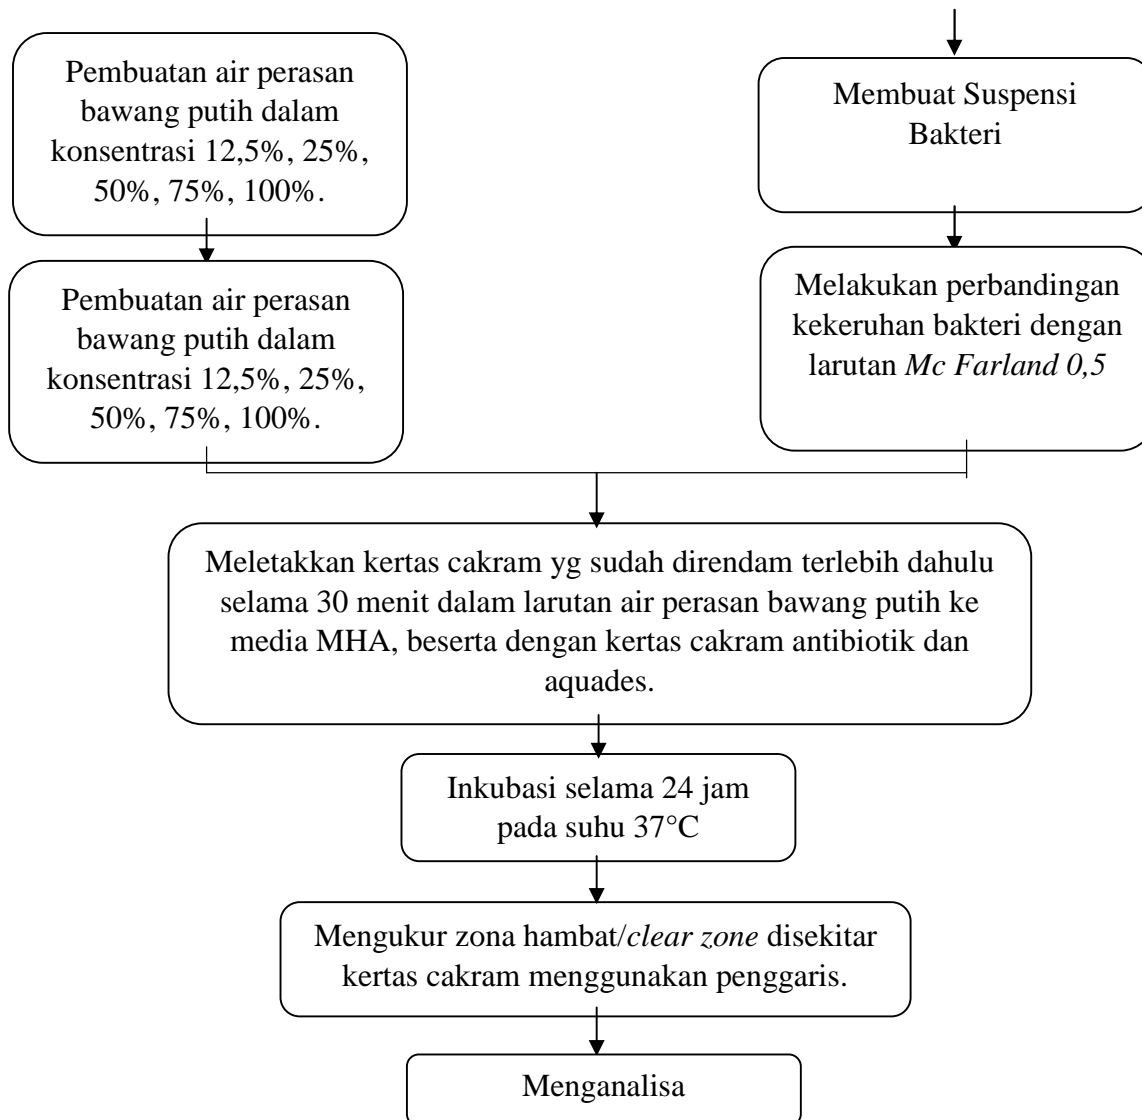 Pembuatan air perasan
bawang putih dalam
konsentrasi 12,5%, 25%,
50%, 75%, 100%.
Pembuatan air perasan
bawang putih dalam
konsentrasi 12,5%, 25%,
50%, 75%, 100%.
Membuat Suspensi
Bakteri
Melakukan perbandingan
kekeruhan bakteri dengan
larutan Mc Farland 0,5
Meletakkan kertas cakram yg sudah direndam terlebih dahulu
selama 30 menit dalam larutan air perasan bawang putih ke
media MHA, beserta dengan kertas cakram antibiotik dan
aquades.
Inkubasi selama 24 jam
pada suhu 37°C
Mengukur zona hambat/clear zone disekitar
kertas cakram menggunakan penggaris.
Menganalisa